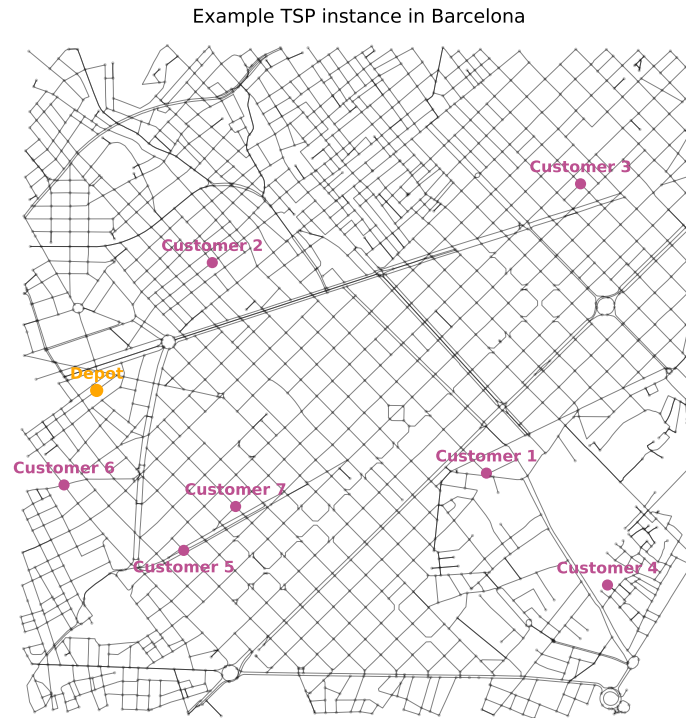 Example TSP instance in Barcelona
Customer 3
Customer 2
Depot
Customer 1
Customer 6
Customer 7
Customer 5
Customer 4